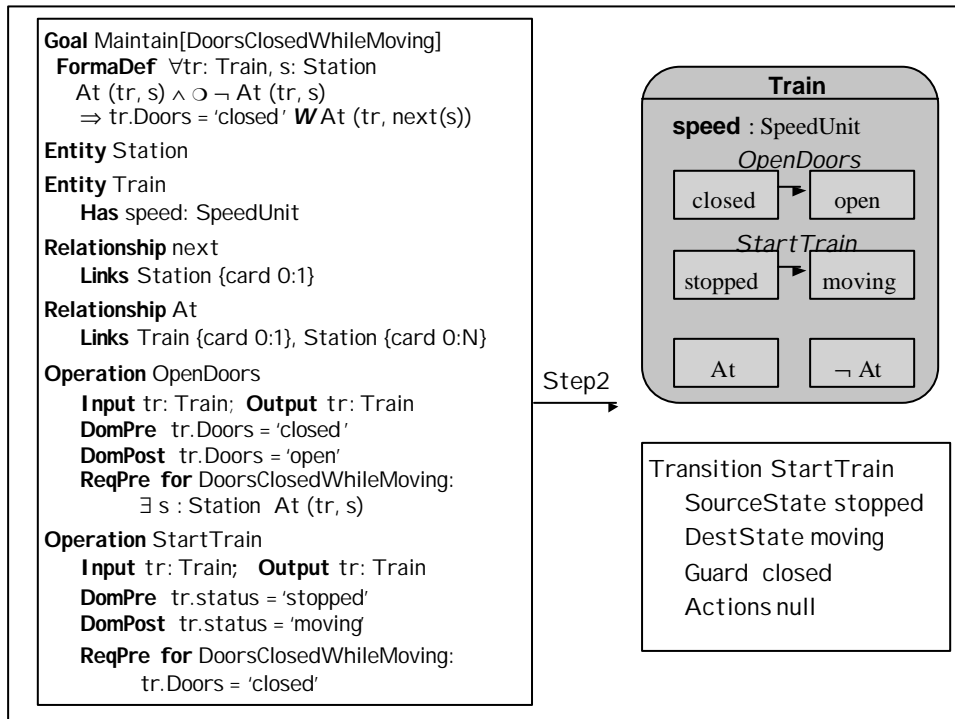 Goal Maintain[DoorsClosedWhileMoving]
FormaDef ∀tr: Train, s: Station
At (tr, s) ∧ ❍ ¬ At (tr, s)
⇒ tr.Doors = 'closed' W At (tr, next(s))
Entity Station
Entity Train
Has speed: SpeedUnit
Relationship next
Links Station {card 0:1}
Relationship At
Links Train {card 0:1}, Station {card 0:N}
Operation OpenDoors
Input tr: Train; Output tr: Train
DomPre tr.Doors = 'closed'
DomPost tr.Doors = 'open'
ReqPre for DoorsClosedWhileMoving:
∃ s : Station At (tr, s)
Operation StartTrain
Input tr: Train; Output tr: Train
DomPre tr.status = 'stopped'
DomPost tr.status = 'moving'
ReqPre for DoorsClosedWhileMoving:
tr.Doors = 'closed'
Step2
Train
speed : SpeedUnit
OpenDoors
closed open
StartTrain
stopped moving
At ¬ At
Transition StartTrain
SourceState stopped
DestState moving
Guard closed
Actions null